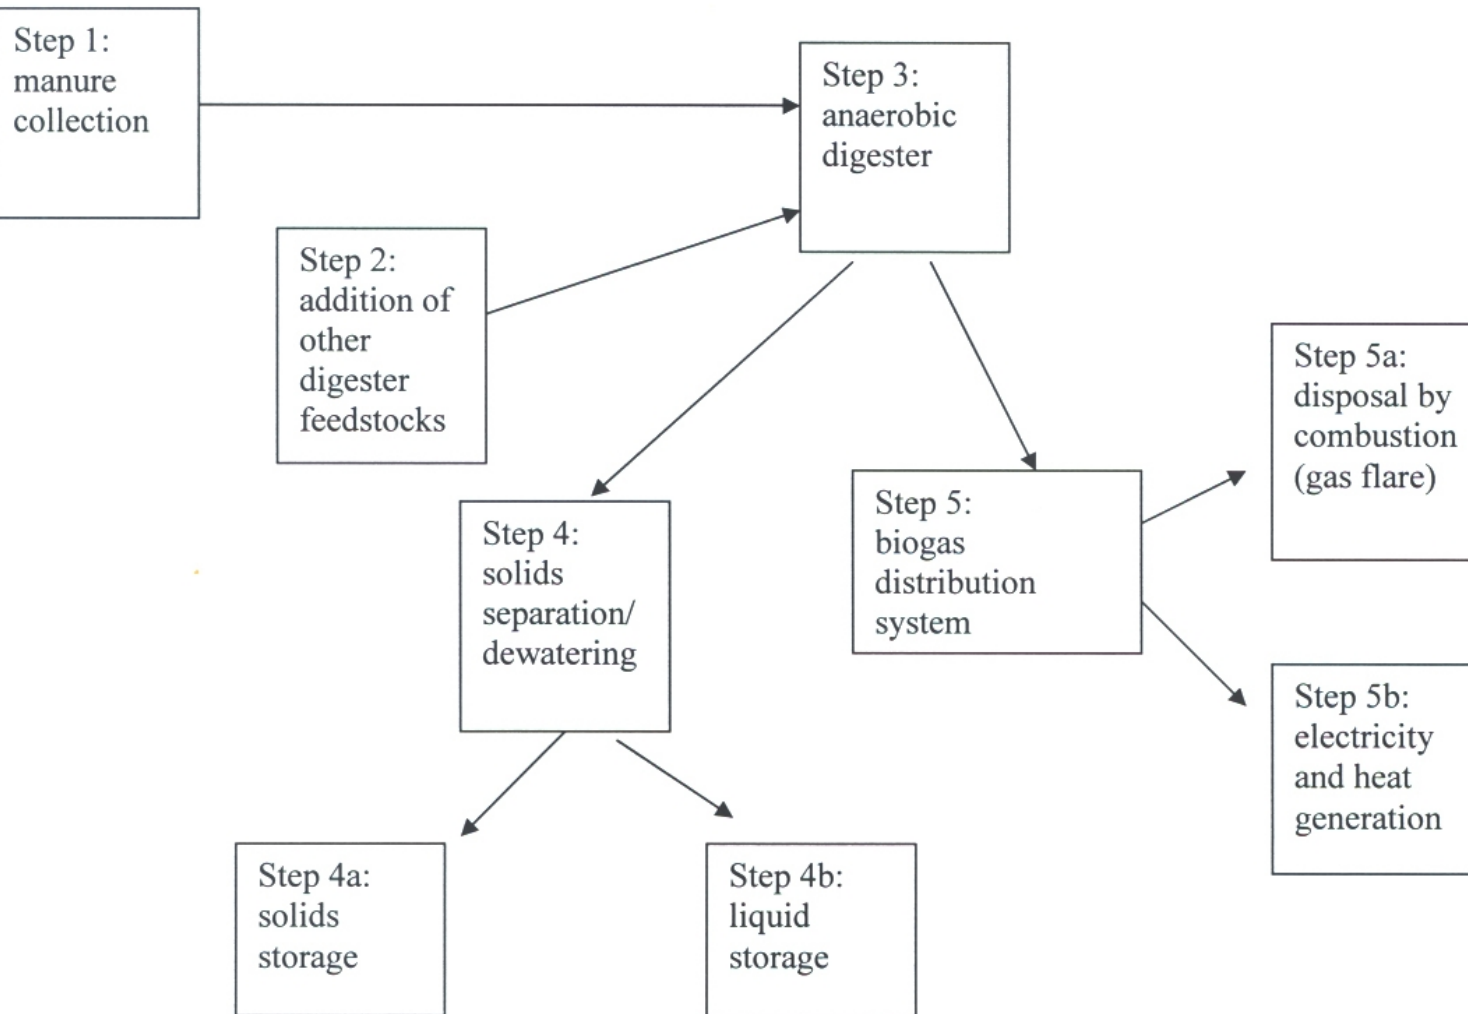 Step 1:
manure
collection
Step 3:
anaerobic
digester
Step 2:
addition of
other
digester
feedstocks
Step 5a:
disposal by
combustion
(gas flare)
Step 4:
solids
separation/
dewatering
Step 5:
biogas
distribution
system
Step 5b:
electricity
and heat
generation
Step 4a:
solids
storage
Step 4b:
liquid
storage